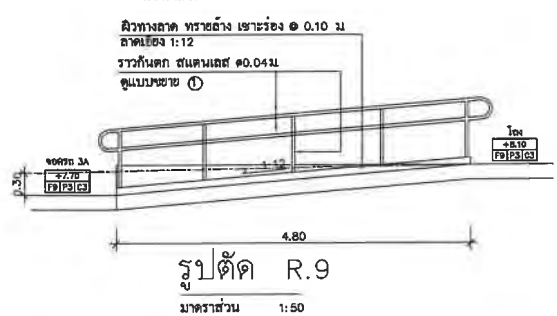 ผิวทางลาด ทรายล้าง เซาะร่อง @ 0.10 ม
ลาดเอียง 1:12
ราวกันตก สแตนเลส ø0.04ม
ดูแบบขยาย ①
โถง
+8.10
F9 P3 C3
จอดรถ 3A
+7.70
F9 P3 C3
1:12
4.80
รูปตัด R.9
มาตราส่วน 1:50